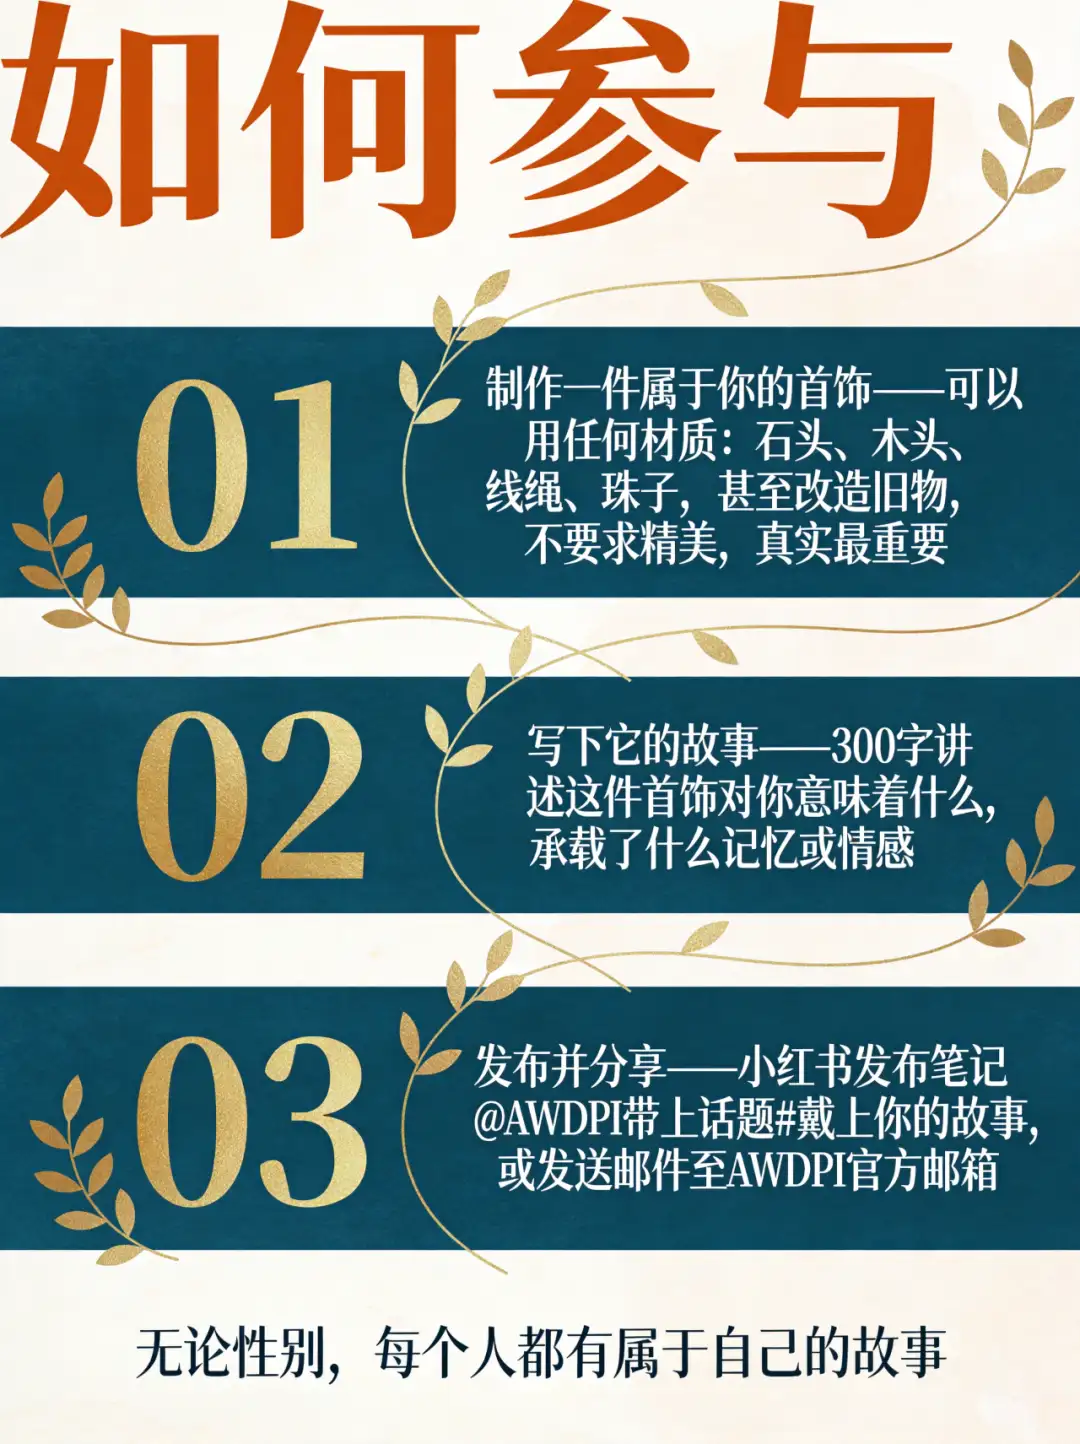 如何参与
01
制作一件属于你的首饰——可以
用任何材质：石头、木头、
线绳、珠子，甚至改造旧物，
不要求精美，真实最重要
02
写下它的故事——300字讲
述这件首饰对你意味着什么，
承载了什么记忆或情感
03
发布并分享——小红书发布笔记
@AWDPI带上话题#戴上你的故事，
或发送邮件至AWDPI官方邮箱
无论性别，每个人都有属于自己的故事